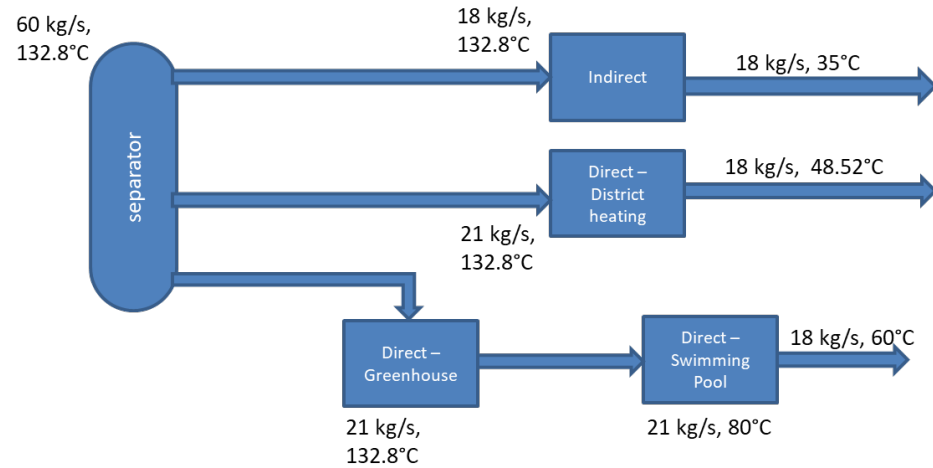 60 kg/s,
132.8°C
separator
18 kg/s,
132.8°C
Indirect
18 kg/s, 35°C
21 kg/s,
132.8°C
Direct –
District
heating
18 kg/s,  48.52°C
Direct –
Greenhouse
21 kg/s,
132.8°C
Direct –
Swimming
Pool
21 kg/s, 80°C
18 kg/s, 60°C